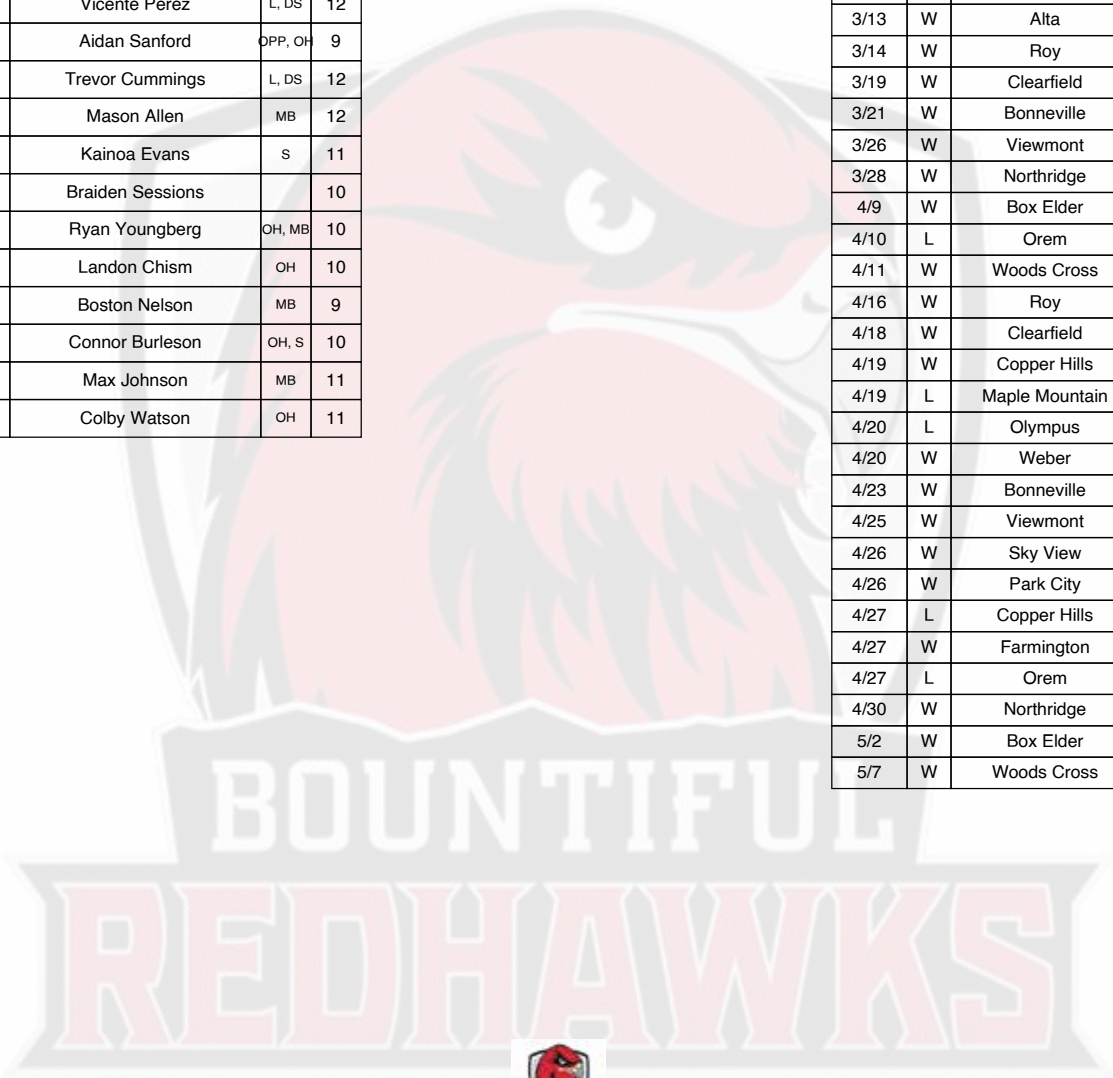 Vicente Perez L, DS 12
Aidan Sanford OPP, OH 9
Trevor Cummings L, DS 12
Mason Allen MB 12
Kainoa Evans S 11
Braiden Sessions 10
Ryan Youngberg OH, MB 10
Landon Chism OH 10
Boston Nelson MB 9
Connor Burleson OH, S 10
Max Johnson MB 11
Colby Watson OH 11
3/13 W Alta
3/14 W Roy
3/19 W Clearfield
3/21 W Bonneville
3/26 W Viewmont
3/28 W Northridge
4/9 W Box Elder
4/10 L Orem
4/11 W Woods Cross
4/16 W Roy
4/18 W Clearfield
4/19 W Copper Hills
4/19 L Maple Mountain
4/20 L Olympus
4/20 W Weber
4/23 W Bonneville
4/25 W Viewmont
4/26 W Sky View
4/26 W Park City
4/27 L Copper Hills
4/27 W Farmington
4/27 L Orem
4/30 W Northridge
5/2 W Box Elder
5/7 W Woods Cross
BOUNTIFUL
REDHAWKS